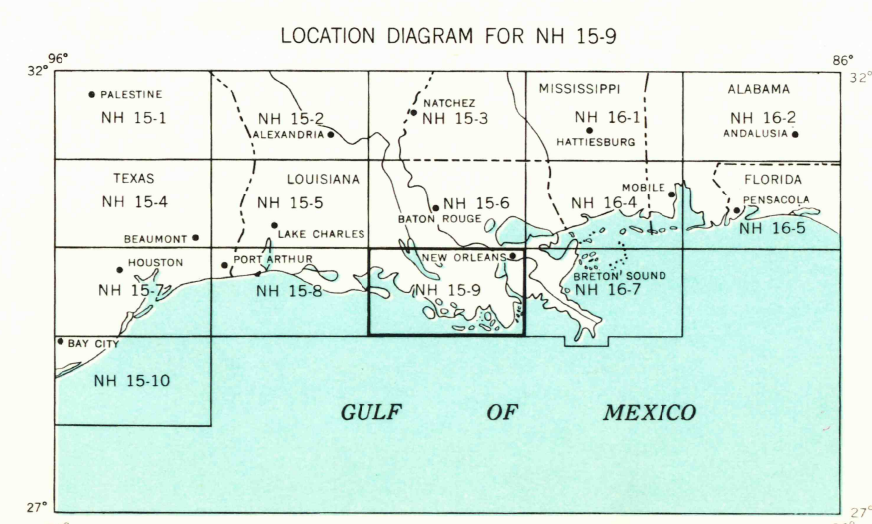 LOCATION DIAGRAM FOR NH 15-9
96°
86°
32°
32°
PALESTINE
NH 15-1
NH 15-2
ALEXANDRIA
NATCHEZ
NH 15-3
MISSISSIPPI
NH 16-1
HATTIESBURG
ALABAMA
NH 16-2
ANDALUSIA
TEXAS
NH 15-4
BEAUMONT
LOUISIANA
NH 15-5
LAKE CHARLES
NH 15-6
BATON ROUGE
MOBILE
NH 16-4
FLORIDA
PENSACOLA
NH 16-5
HOUSTON
NH 15-7
PORT ARTHUR
NH 15-8
NEW ORLEANS
NH 15-9
BRETON SOUND
NH 16-7
BAY CITY
NH 15-10
GULF OF MEXICO
27°
27°